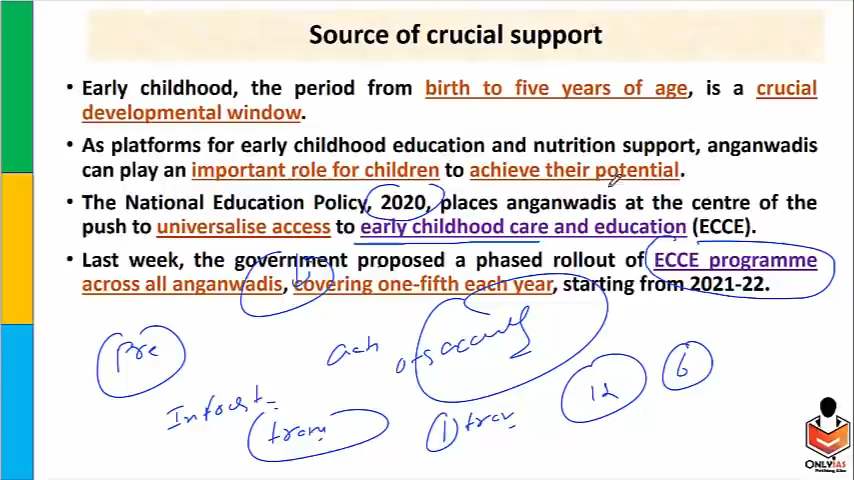 Source of crucial support
• Early childhood, the period from birth to five years of age, is a crucial
developmental window.
• As platforms for early childhood education and nutrition support, anganwadis
can play an important role for children to achieve their potential.
• The National Education Policy, 2020, places anganwadis at the centre of the
push to universalise access to early childhood care and education (ECCE).
• Last week, the government proposed a phased rollout of ECCE programme
across all anganwadis, covering one-fifth each year, starting from 2021-22.
Pre
12 6
1
ONLYIAS